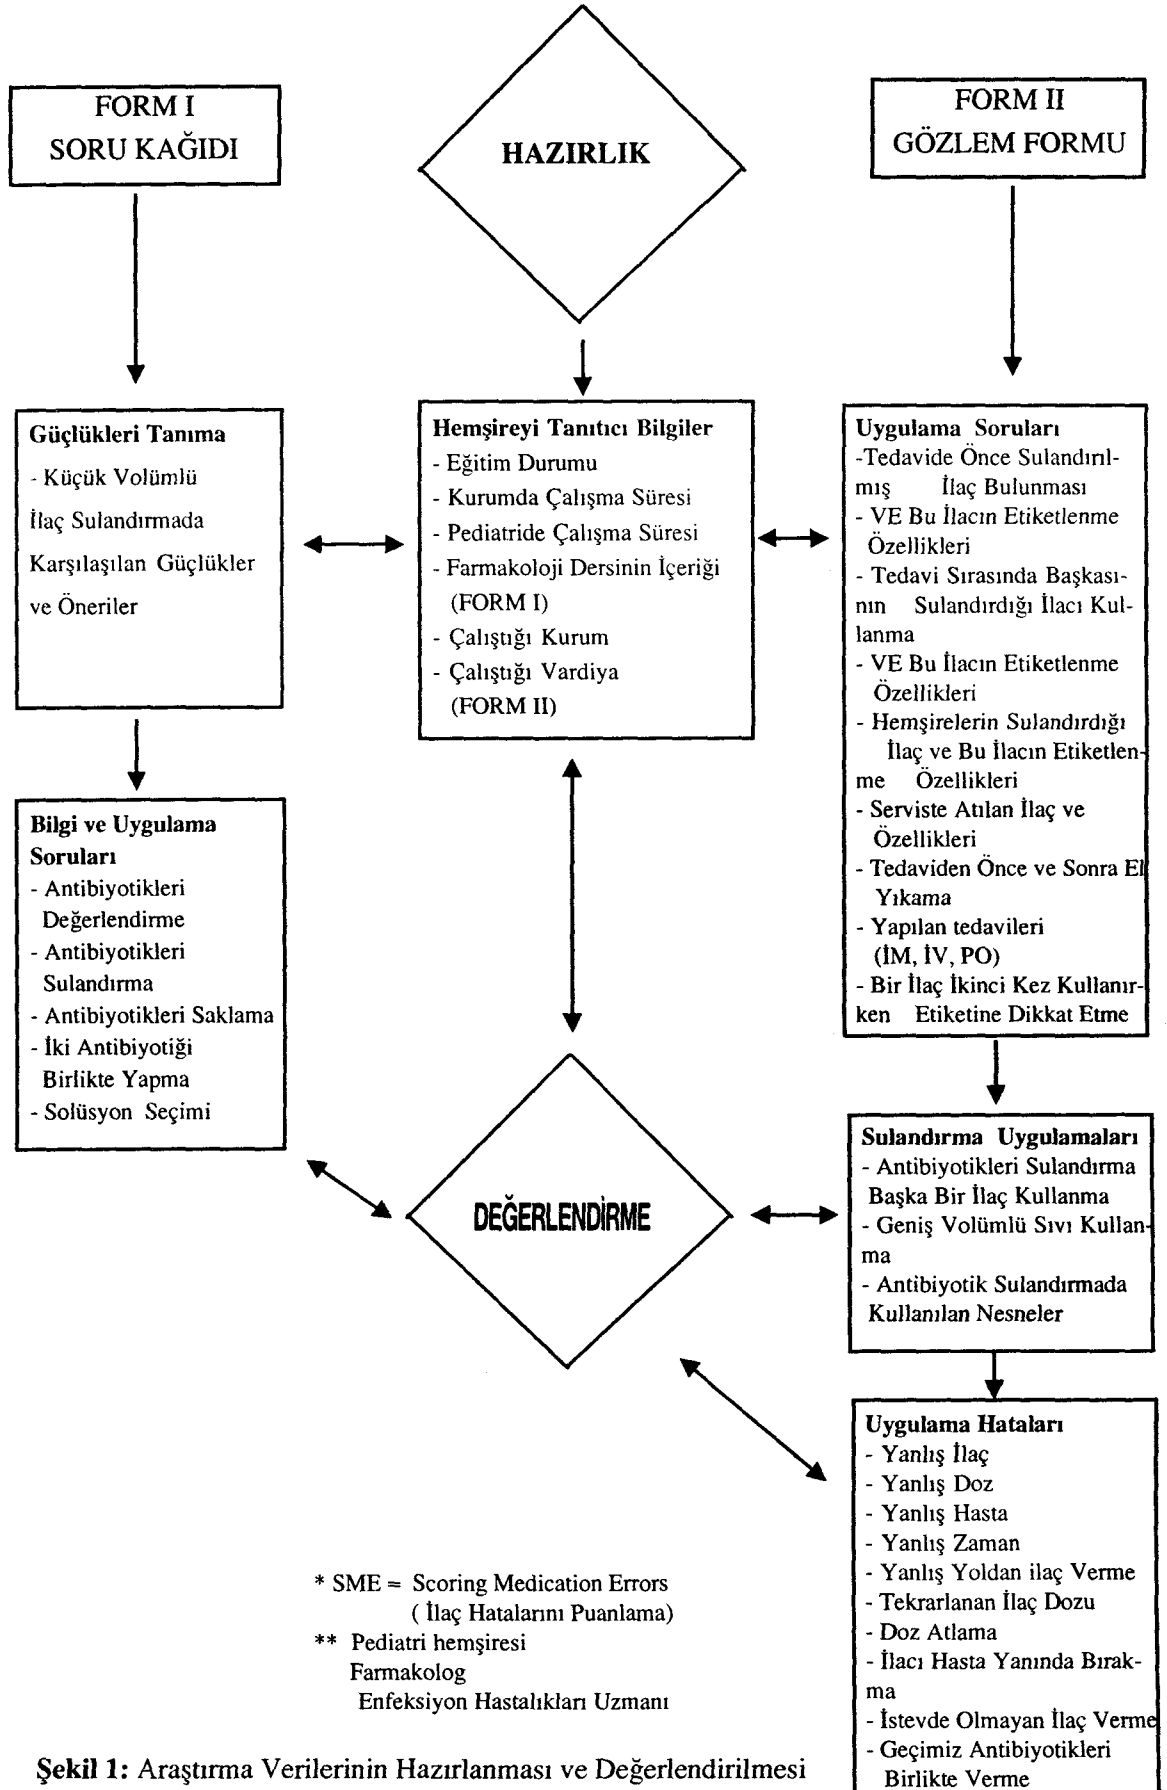 FORM I
SORU KAĞIDI
HAZIRLIK
FORM II
GÖZLEM FORMU
Güçlükleri Tanıma
- Küçük Volümlü
İlaç Sulandırmada
Karşılaşılan Güçlükler
ve Öneriler
Hemşireyi Tanıtıcı Bilgiler
- Eğitim Durumu
- Kurumda Çalışma Süresi
- Pediatride Çalışma Süresi
- Farmakoloji Dersinin İçeriği
(FORM I)
- Çalıştığı Kurum
- Çalıştığı Vardiya
(FORM II)
Uygulama Soruları
-Tedavide Önce Sulandırıl-
mış İlaç Bulunması
- VE Bu İlacın Etiketlenme
Özellikleri
- Tedavi Sırasında Başkası-
nın Sulandırdığı İlacı Kul-
lanma
- VE Bu İlacın Etiketlenme
Özellikleri
- Hemşirelerin Sulandırdığı
İlaç ve Bu İlacın Etiketlen-
me Özellikleri
- Serviste Atılan İlaç ve
Özellikleri
- Tedaviden Önce ve Sonra El
Yıkama
- Yapılan tedavileri
(İM, İV, PO)
- Bir İlaç İkinci Kez Kullanır-
ken Etiketine Dikkat Etme
Bilgi ve Uygulama
Soruları
- Antibiyotikleri
Değerlendirme
- Antibiyotikleri
Sulandırma
- Antibiyotikleri Saklama
- İki Antibiyotiği
Birlikte Yapma
- Solüsyon Seçimi
DEĞERLENDİRME
Sulandırma Uygulamaları
- Antibiyotikleri Sulandırma
Başka Bir İlaç Kullanma
- Geniş Volümlü Sıvı Kullan-
ma
- Antibiyotik Sulandırmada
Kullanılan Nesneler
Uygulama Hataları
- Yanlış İlaç
- Yanlış Doz
- Yanlış Hasta
- Yanlış Zaman
- Yanlış Yoldan ilaç Verme
- Tekrarlanan İlaç Dozu
- Doz Atlama
- İlacı Hasta Yanında Bırak-
ma
- İstevde Olmayan İlaç Verme
- Geçimiz Antibiyotikleri
Birlikte Verme
* SME = Scoring Medication Errors
( İlaç Hatalarını Puanlama)
** Pediatri hemşiresi
Farmakolog
Enfeksiyon Hastalıkları Uzmanı
Şekil 1: Araştırma Verilerinin Hazırlanması ve Değerlendirilmesi